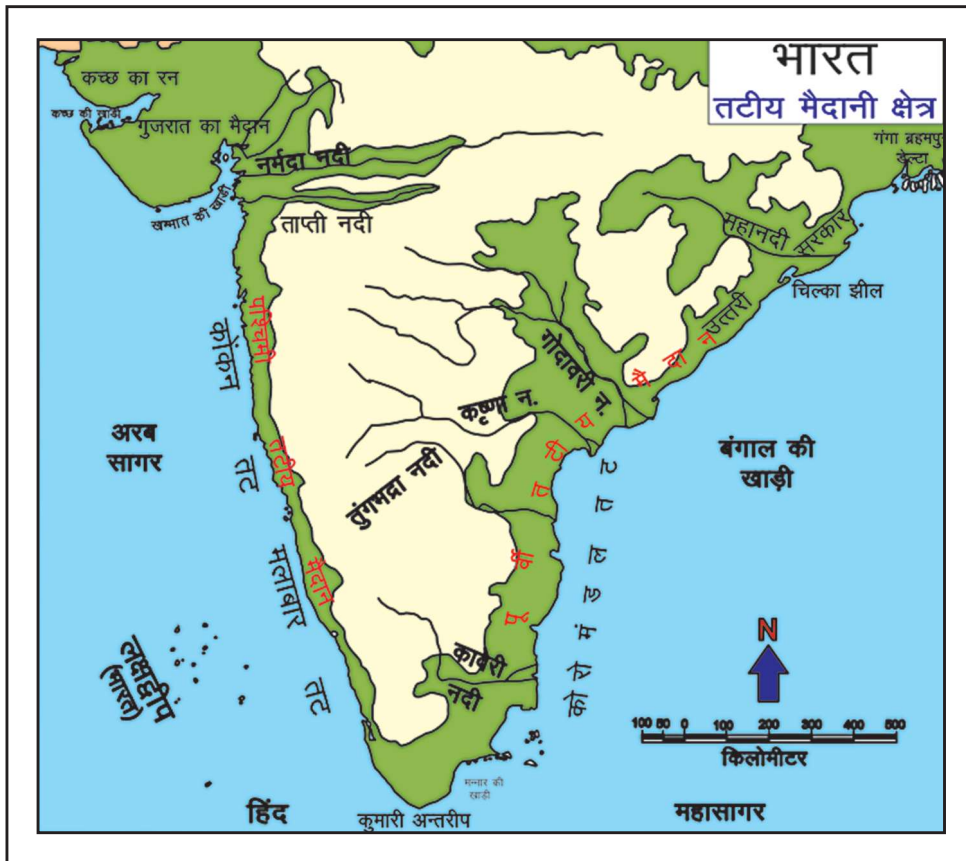 भारत
तटीय मैदानी क्षेत्र
कच्छ का रन
कच्छ की खाड़ी
गुजरात का मैदान
नर्मदा नदी
खम्भात की खाड़ी
ताप्ती नदी
गंगा ब्रहमपु
डेल्टा
महानदी
उत्तरी सरकार
चिल्का झील
गोदावरी न.
कृष्णा न.
तुंगभद्रा नदी
पश्चिमी तटीय मैदान
कोंकन तट
मलाबार तट
पूर्वी तटीय मैदान
कोरोमंडल तट
अरब
सागर
बंगाल की
खाड़ी
कावेरी
नदी
लक्षद्वीप
(भारत)
N
100 50 0 100 200 300 400 500
किलोमीटर
मन्नार की
खाड़ी
हिंद महासागर
कुमारी अन्तरीप